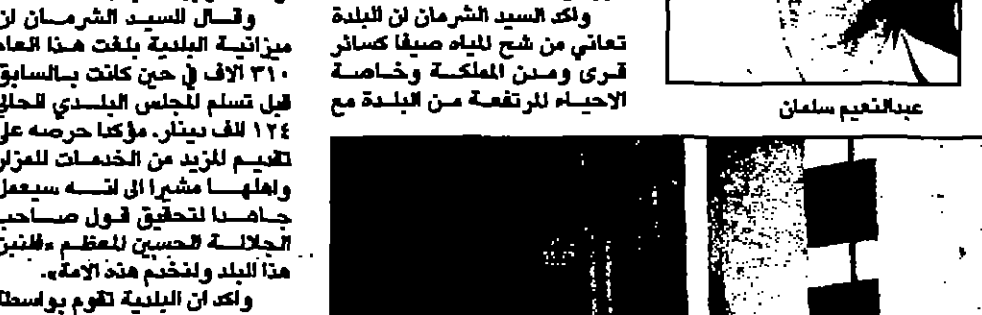 عبدالنعيم سلمان
واكد السيد الشرمان ان البلدة
تعاني من شح المياه صيفا كسائر
قرى ومدن المملكة وخاصة
الاحياء المرتفعة من البلدة مع
وقال السيد الشرمان ان
ميزانية البلدية بلغت هذا العام
٣١٠ الاف في حين كانت بالسابق
قبل تسلم المجلس البلدي الحالي
١٢٤ الف دينار. مؤكدا حرصه على
تقديم المزيد من الخدمات للمزار
واهلها مشيرا الى انه سيعمل
جاهدا لتحقيق قول صاحب
الجلالة الحسين المعظم «فلنبن
هذا البلد ولنخدم هذه الامة».
واكد ان البلدية تقوم بواسطة